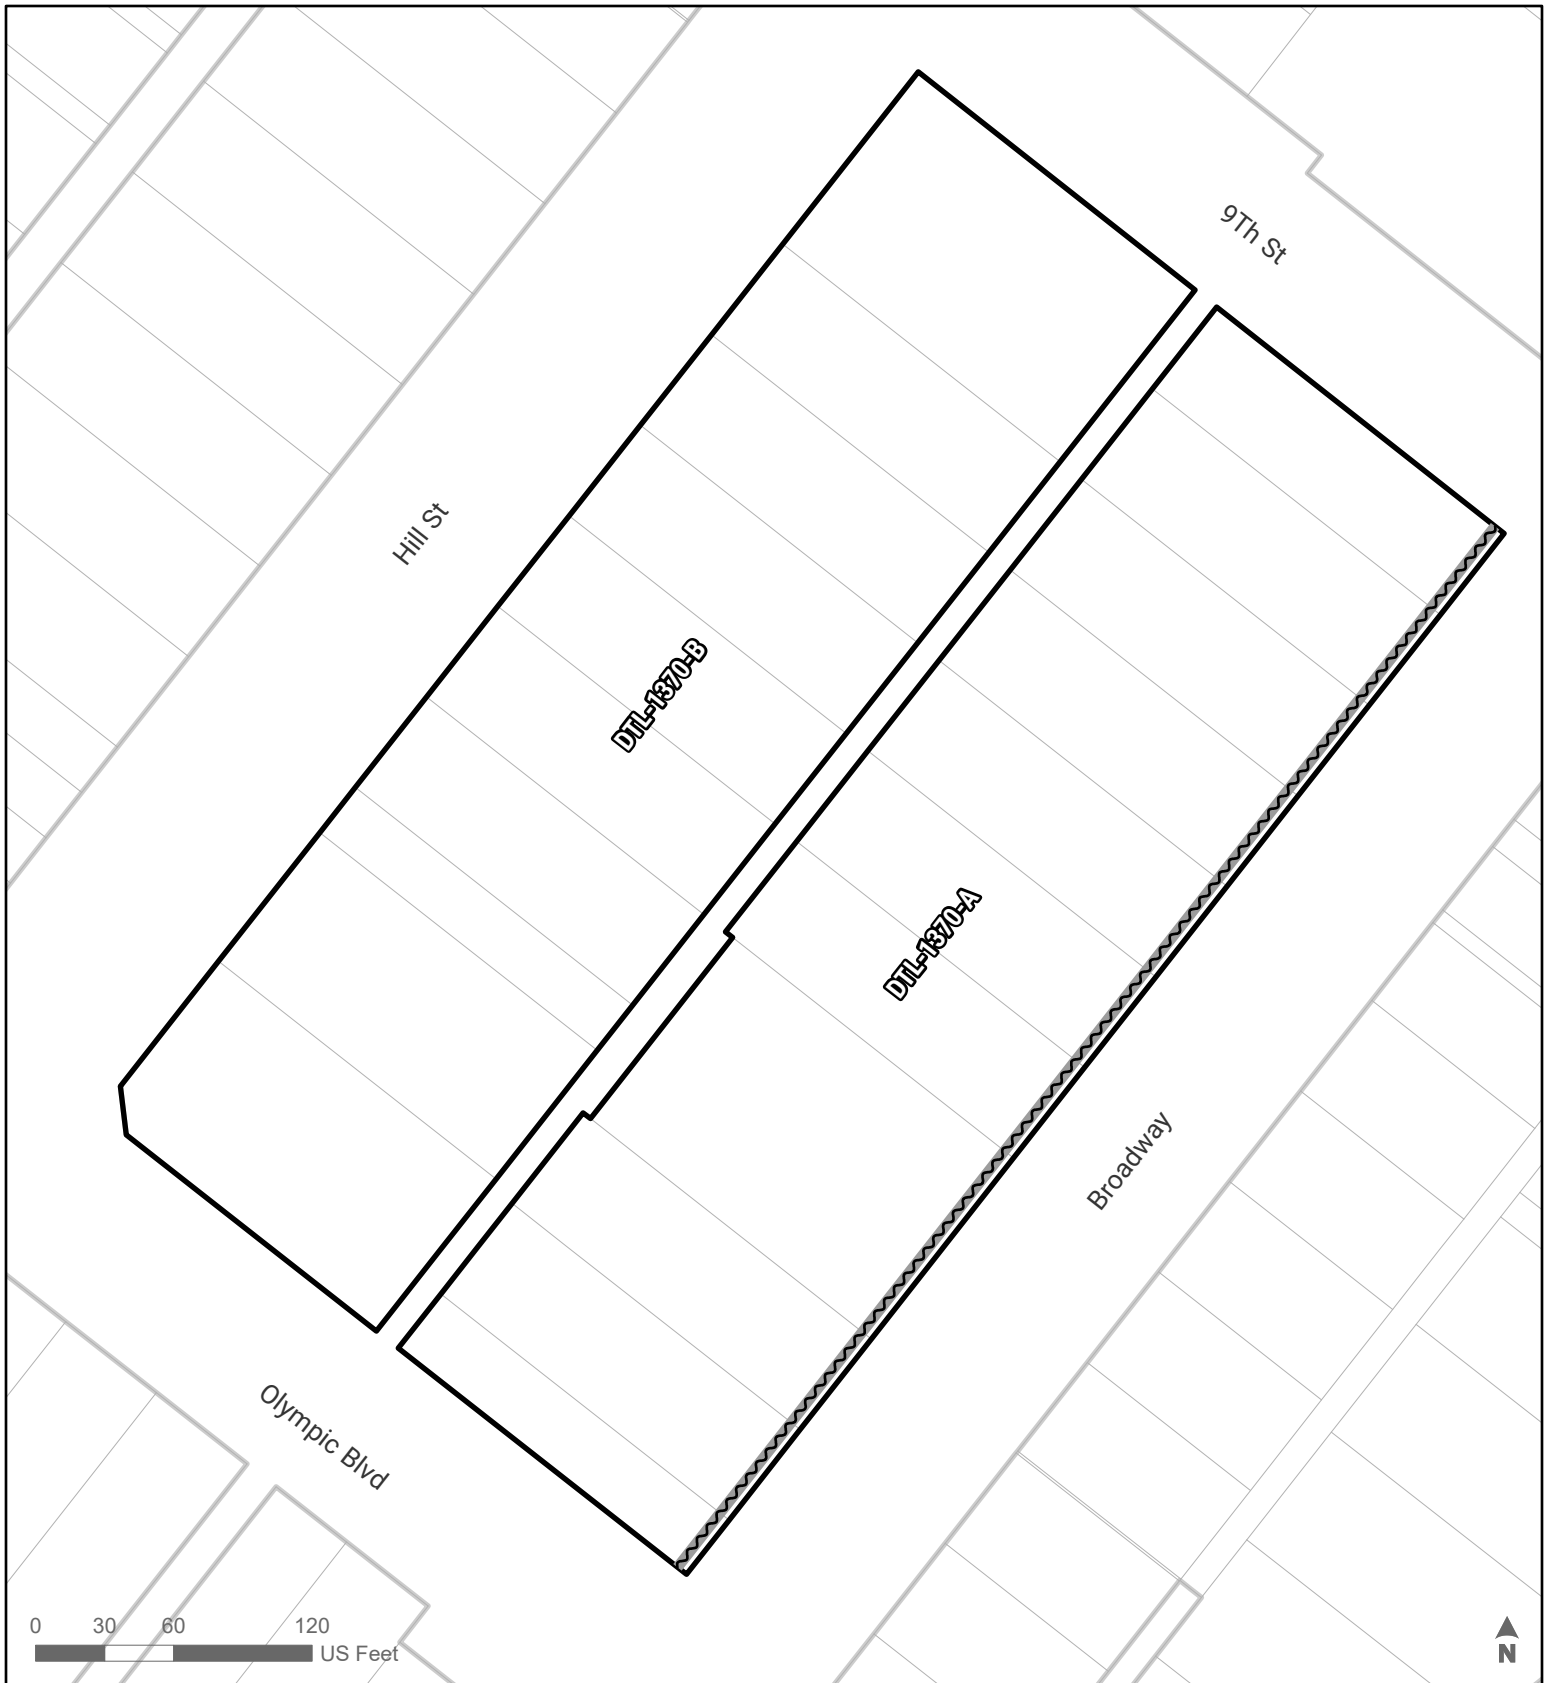 9Th St
Hill St
DTL-1370-B
DTL-1370-A
Broadway
Olympic Blvd
0 30 60 120
US Feet
N